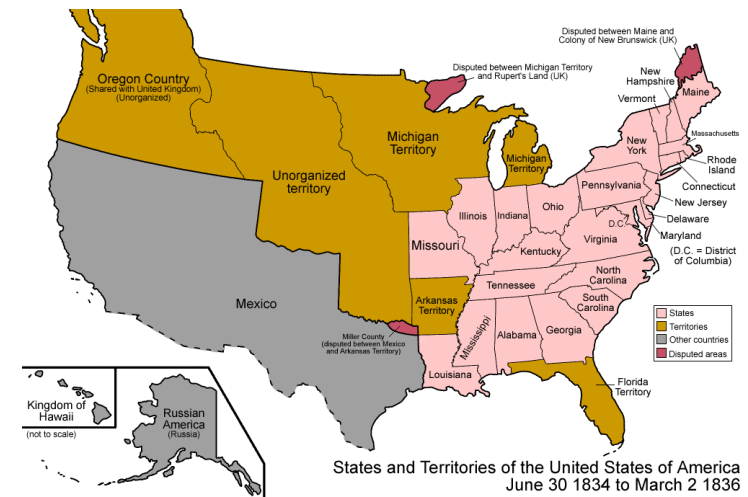 Disputed between Maine and
Colony of New Brunswick (UK)
Disputed between Michigan Territory
and Rupert's Land (UK)
Oregon Country
(Shared with United Kingdom)
(Unorganized)
New
Hampshire
Vermont
Maine
Massachusetts
Michigan
Territory
New
York
Michigan
Territory
Rhode
Island
Unorganized
territory
Pennsylvania
Connecticut
New Jersey
Illinois
Indiana
Ohio
D.C.
Delaware
Maryland
Missouri
Virginia
(D.C. = District
of Columbia)
Kentucky
North
Carolina
Tennessee
Mexico
Arkansas
Territory
South
Carolina
Mississippi
Alabama
Georgia
Miller County
(disputed between Mexico
and Arkansas Territory)
States
Territories
Other countries
Disputed areas
Louisiana
Florida
Territory
Kingdom of
Hawaii
(not to scale)
Russian
America
(Russia)
States and Territories of the United States of America
June 30 1834 to March 2 1836